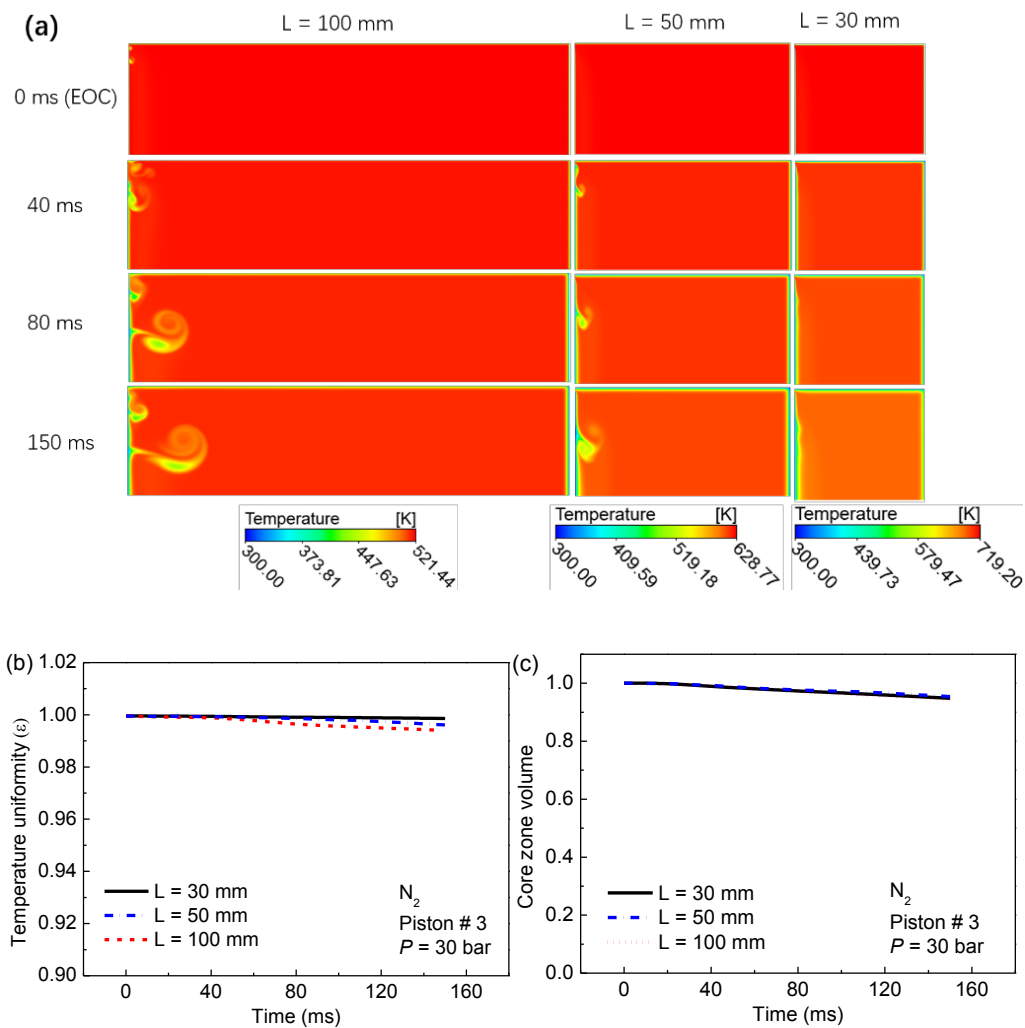 (a)
L = 100 mm
L = 50 mm
L = 30 mm
0 ms (EOC)
40 ms
80 ms
150 ms
Temperature [K]
300.00 373.81 447.63 521.44
Temperature [K]
300.00 409.59 519.18 628.77
Temperature [K]
300.00 439.73 579.47 719.20
(b)
Temperature uniformity (ε)
1.02
1.00
0.98
0.96
0.94
0.92
0.90
L = 30 mm
L = 50 mm
L = 100 mm
N₂
Piston # 3
P = 30 bar
0 40 80 120 160
Time (ms)
(c)
Core zone volume
1.0
0.8
0.6
0.4
0.2
0.0
L = 30 mm
L = 50 mm
L = 100 mm
N₂
Piston # 3
P = 30 bar
0 40 80 120 160
Time (ms)